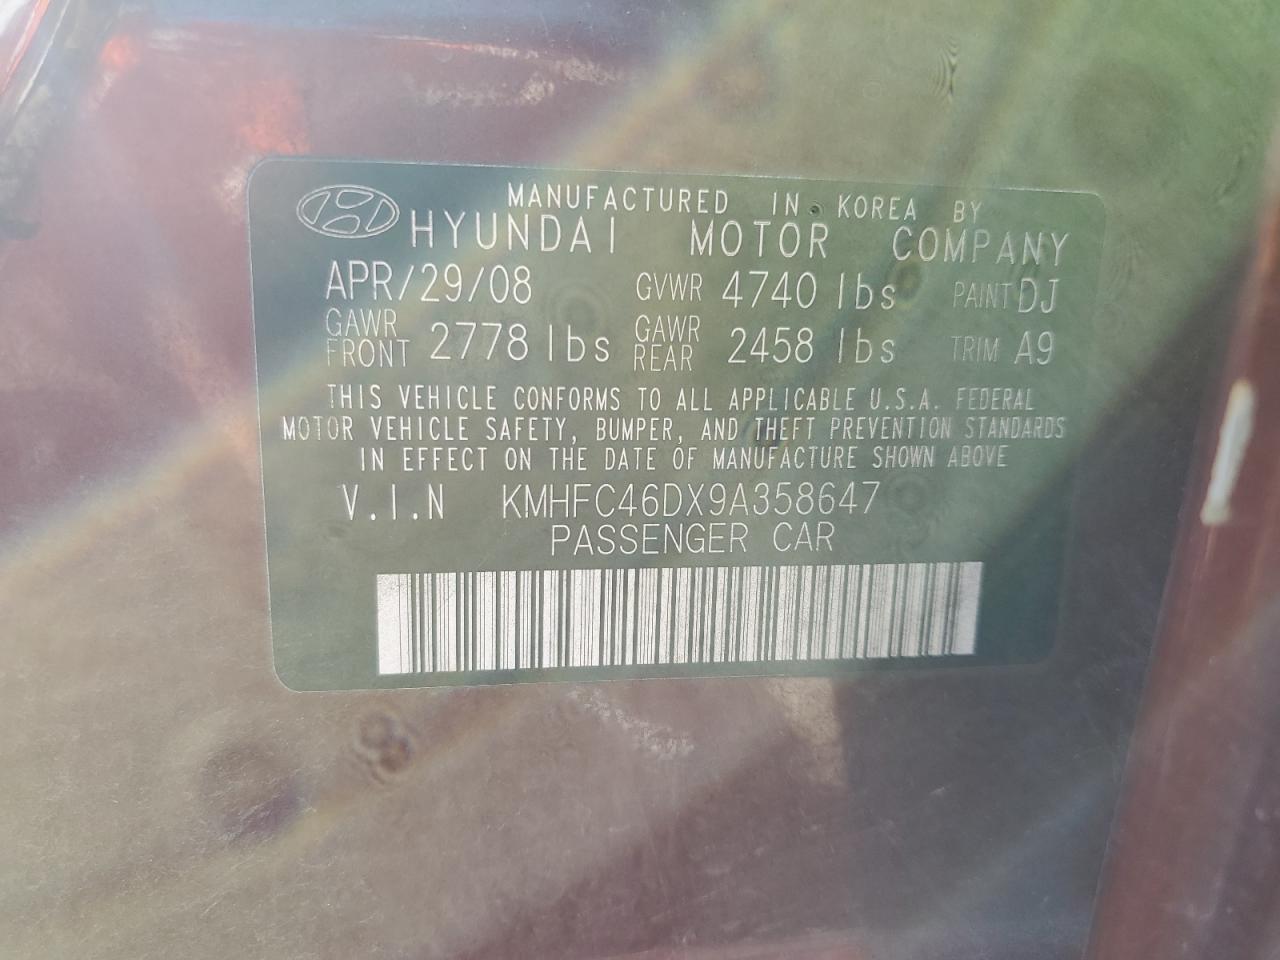 MANUFACTURED IN KOREA BY
HYUNDAI MOTOR COMPANY
APR/29/08 GVWR 4740 lbs PAINT DJ
GAWR FRONT 2778 lbs GAWR REAR 2458 lbs TRIM A9
THIS VEHICLE CONFORMS TO ALL APPLICABLE U.S.A. FEDERAL
MOTOR VEHICLE SAFETY, BUMPER, AND THEFT PREVENTION STANDARDS
IN EFFECT ON THE DATE OF MANUFACTURE SHOWN ABOVE
V.I.N KMHFC46DX9A358647
PASSENGER CAR